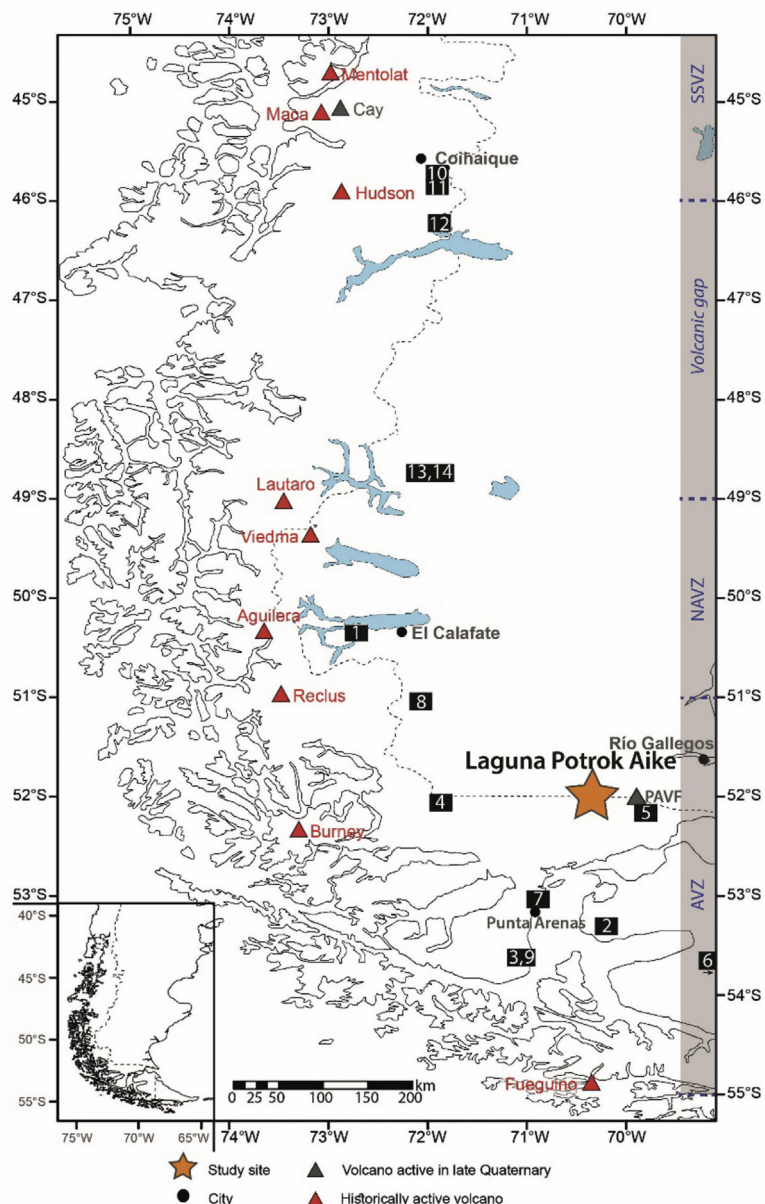 75°W 74°W 73°W 72°W 71°W 70°W
Mentolat
SSVZ
45°S
45°S
Maca
Cay
Coihaique
10
11
46°S
46°S
Hudson
12
47°S
47°S
Volcanic gap
48°S
48°S
13,14
Lautaro
49°S
49°S
Viedma
NAVZ
50°S
50°S
Aguilera
1
El Calafate
51°S
51°S
Reclus
8
Río Gallegos
Laguna Potrok Aike
52°S
52°S
4
PAVF
5
Burney
53°S
53°S
7
AVZ
Punta Arenas
2
3,9
6
40°S
45°S
50°S
55°S
54°S
Fueguino
55°S
0 25 50 100 150 200 km
75°W 70°W 65°W
74°W 73°W 72°W 71°W 70°W
Study site
Volcano active in late Quaternary
City
Historically active volcano